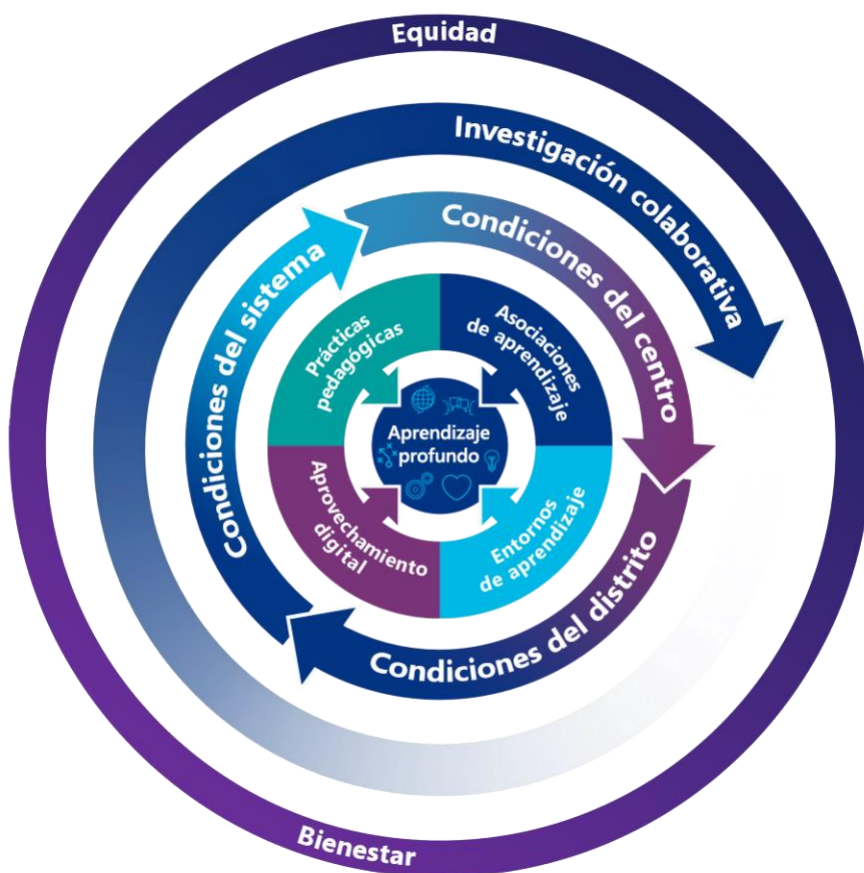 Equidad
Investigación colaborativa
Condiciones del centro
Condiciones del sistema
Prácticas
pedagógicas
Asociaciones
de aprendizaje
Aprendizaje
profundo
Aprovechamiento
digital
Entornos
de aprendizaje
Condiciones del distrito
Bienestar